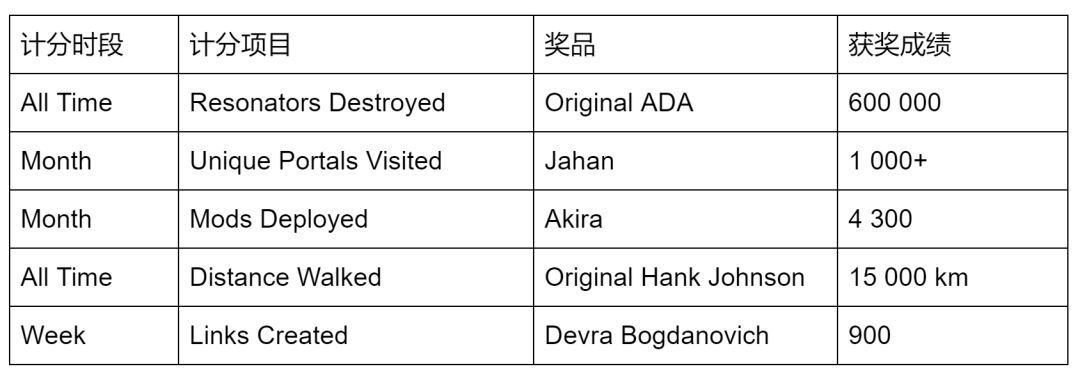 计分时段 计分项目 奖品 获奖成绩
All Time Resonators Destroyed Original ADA 600 000
Month Unique Portals Visited Jahan 1 000+
Month Mods Deployed Akira 4 300
All Time Distance Walked Original Hank Johnson 15 000 km
Week Links Created Devra Bogdanovich 900